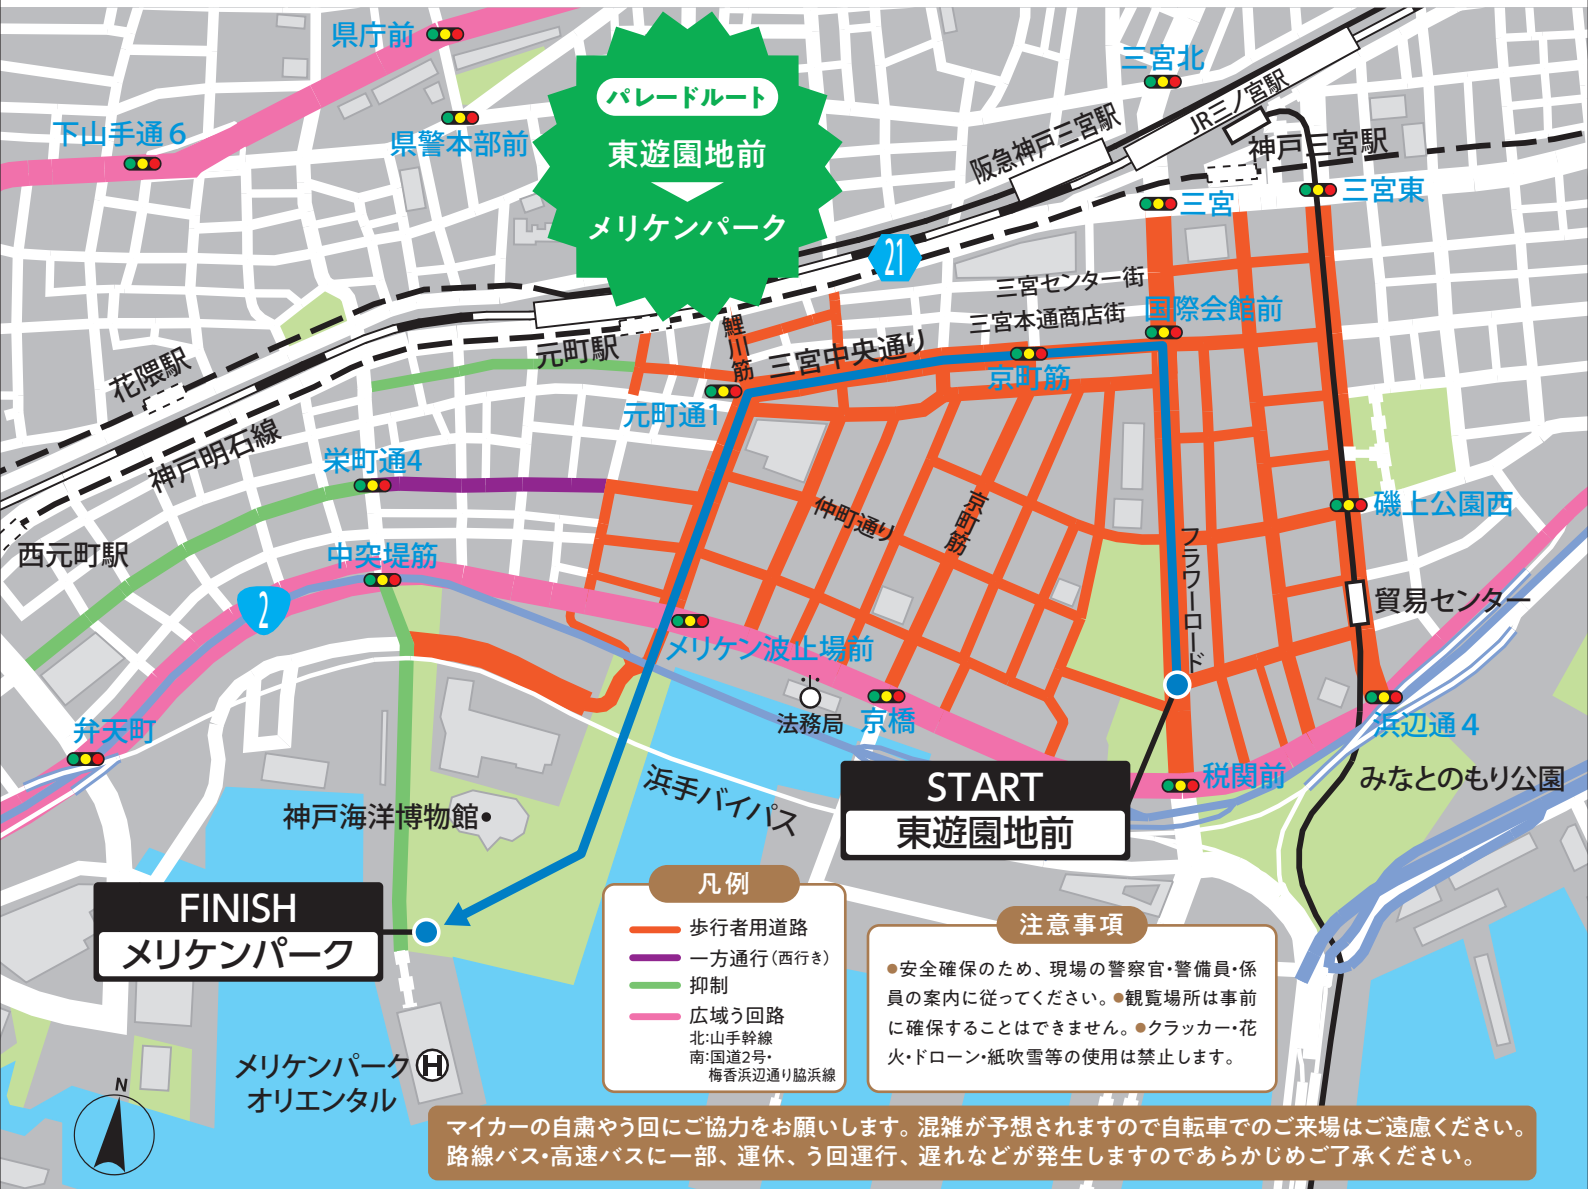 県庁前
下山手通6
県警本部前
パレードルート
東遊園地前
メリケンパーク
三宮北
JR三ノ宮駅
阪急神戸三宮駅
神戸三宮駅
三宮
三宮東
21
三宮センター街
三宮本通商店街
国際会館前
鯉川筋
三宮中央通り
京町筋
元町駅
元町通1
花隈駅
神戸明石線
栄町通4
西元町駅
中突堤筋
2
仲町通り
京町筋
フラワーロード
磯上公園西
貿易センター
メリケン波止場前
法務局
京橋
弁天町
浜辺通4
税関前
みなとのもり公園
浜手バイパス
神戸海洋博物館
START
東遊園地前
FINISH
メリケンパーク
メリケンパーク
オリエンタル
H
N
凡例
歩行者用道路
一方通行(西行き)
抑制
広域う回路
北:山手幹線
南:国道2号・
梅香浜辺通り脇浜線
注意事項
●安全確保のため、現場の警察官・警備員・係
員の案内に従ってください。●観覧場所は事前
に確保することはできません。●クラッカー・花
火・ドローン・紙吹雪等の使用は禁止します。
マイカーの自粛やう回にご協力をお願いします。混雑が予想されますので自転車でのご来場はご遠慮ください。
路線バス・高速バスに一部、運休、う回運行、遅れなどが発生しますのであらかじめご了承ください。